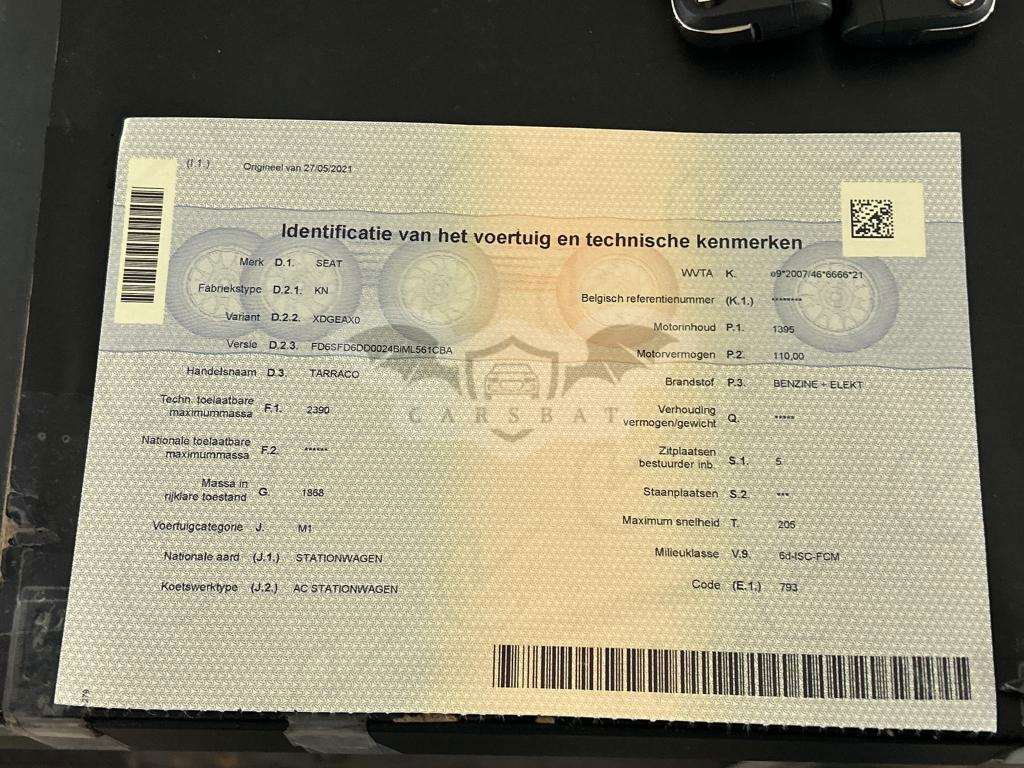 (I.1.) Origineel van 27/05/2021
Identificatie van het voertuig en technische kenmerken
Merk D.1. SEAT
Fabriekstype D.2.1. KN
Variant D.2.2. XDGEAX0
Versie D.2.3. FD6SFD6DD0024SIML561CBA
Handelsnaam D.3. TARRACO
Techn. toelaatbare
maximummassa F.1. 2390
Nationale toelaatbare
maximummassa F.2. ******
Massa in
rijklare toestand G. 1868
Voertuigcategorie J. M1
Nationale aard (J.1.) STATIONWAGEN
Koetswerktype (J.2.) AC STATIONWAGEN
WVTA K. e9*2007/46*6666*21
Belgisch referentienummer (K.1.) ********
Motorinhoud P.1. 1395
Motorvermogen P.2. 110,00
Brandstof P.3. BENZINE + ELEKT
Verhouding
vermogen/gewicht Q. *****
Zitplaatsen
bestuurder inb. S.1. 5
Staanplaatsen S.2. ***
Maximum snelheid T. 205
Milieuklasse V.9. 6d-ISC-FCM
Code (E.1.) 793
CARSBAT
279